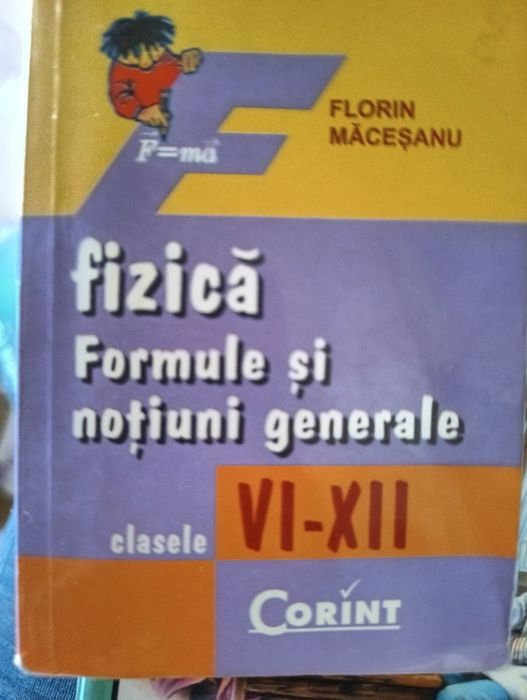 FLORIN
MĂCEȘANU
F=ma
fizică
Formule și
noțiuni generale
clasele VI-XII
CORINT